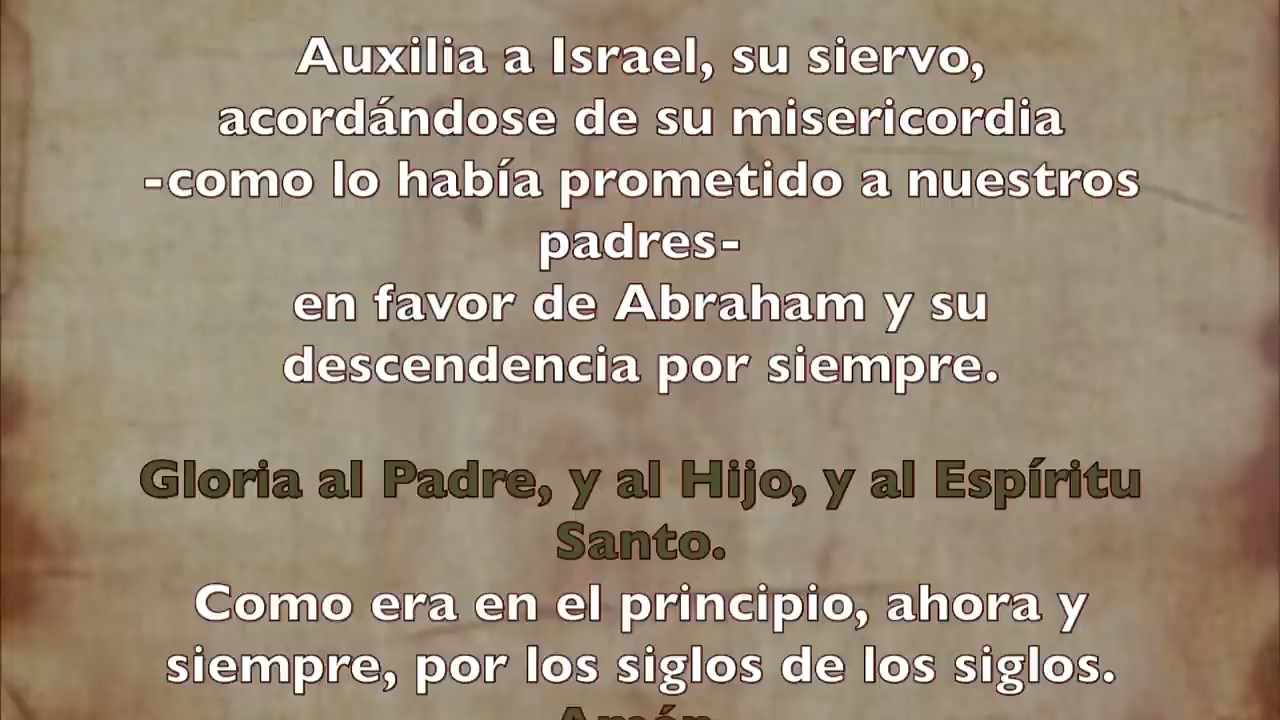 Auxilia a Israel, su siervo,
acordándose de su misericordia
-como lo había prometido a nuestros
padres-
en favor de Abraham y su
descendencia por siempre.
Gloria al Padre, y al Hijo, y al Espíritu
Santo.
Como era en el principio, ahora y
siempre, por los siglos de los siglos.
Amén.